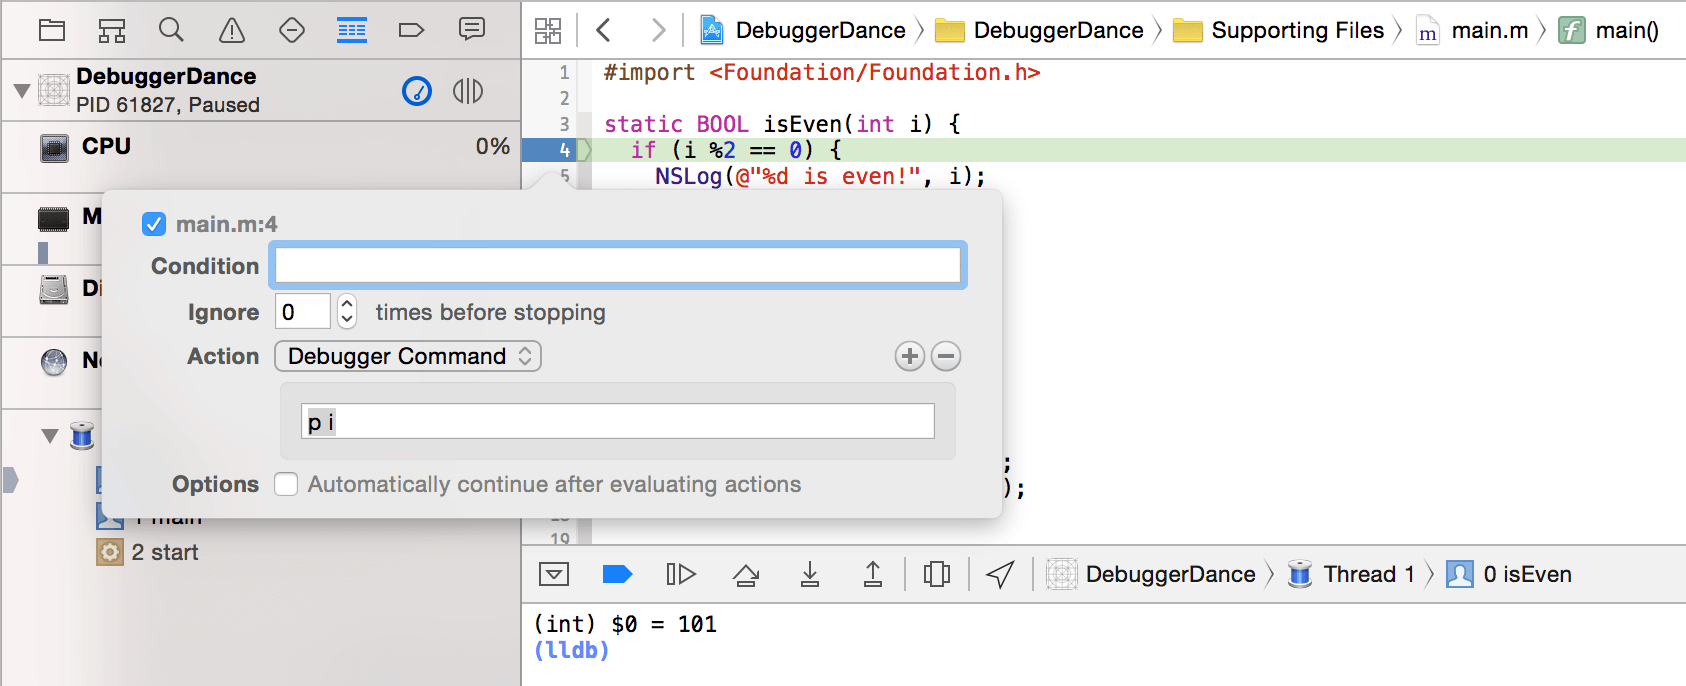 DebuggerDance
PID 61827, Paused
CPU 0%
M
Di
N
1 main
2 start
DebuggerDance DebuggerDance Supporting Files m main.m f main()
1 #import <Foundation/Foundation.h>
2
3 static BOOL isEven(int i) {
4 if (i %2 == 0) {
5 NSLog(@"%d is even!", i);
main.m:4
Condition
Ignore 0 times before stopping
Action Debugger Command
p i
Options Automatically continue after evaluating actions
;
);
19
DebuggerDance Thread 1 0 isEven
(int) $0 = 101
(lldb)